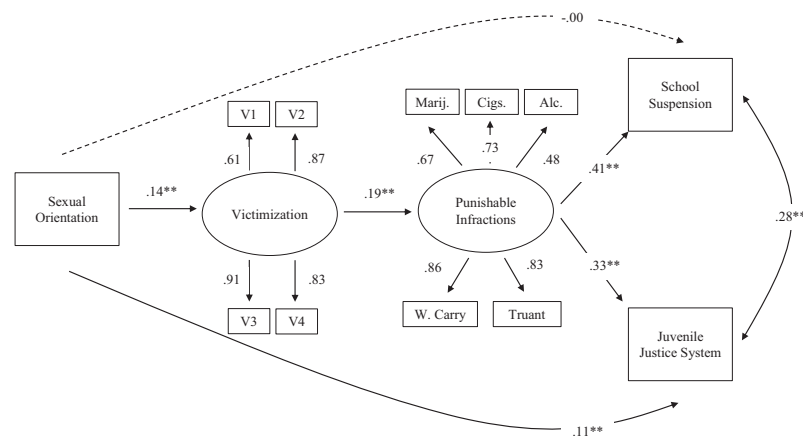 -.00
School
Suspension
Marij.
Cigs.
Alc.
V1
V2
.61
.87
.67
.73
.48
.41**
Sexual
Orientation
.14**
Victimization
.19**
Punishable
Infractions
.28**
.91
.83
.86
.83
.33**
V3
V4
W. Carry
Truant
Juvenile
Justice System
.11**